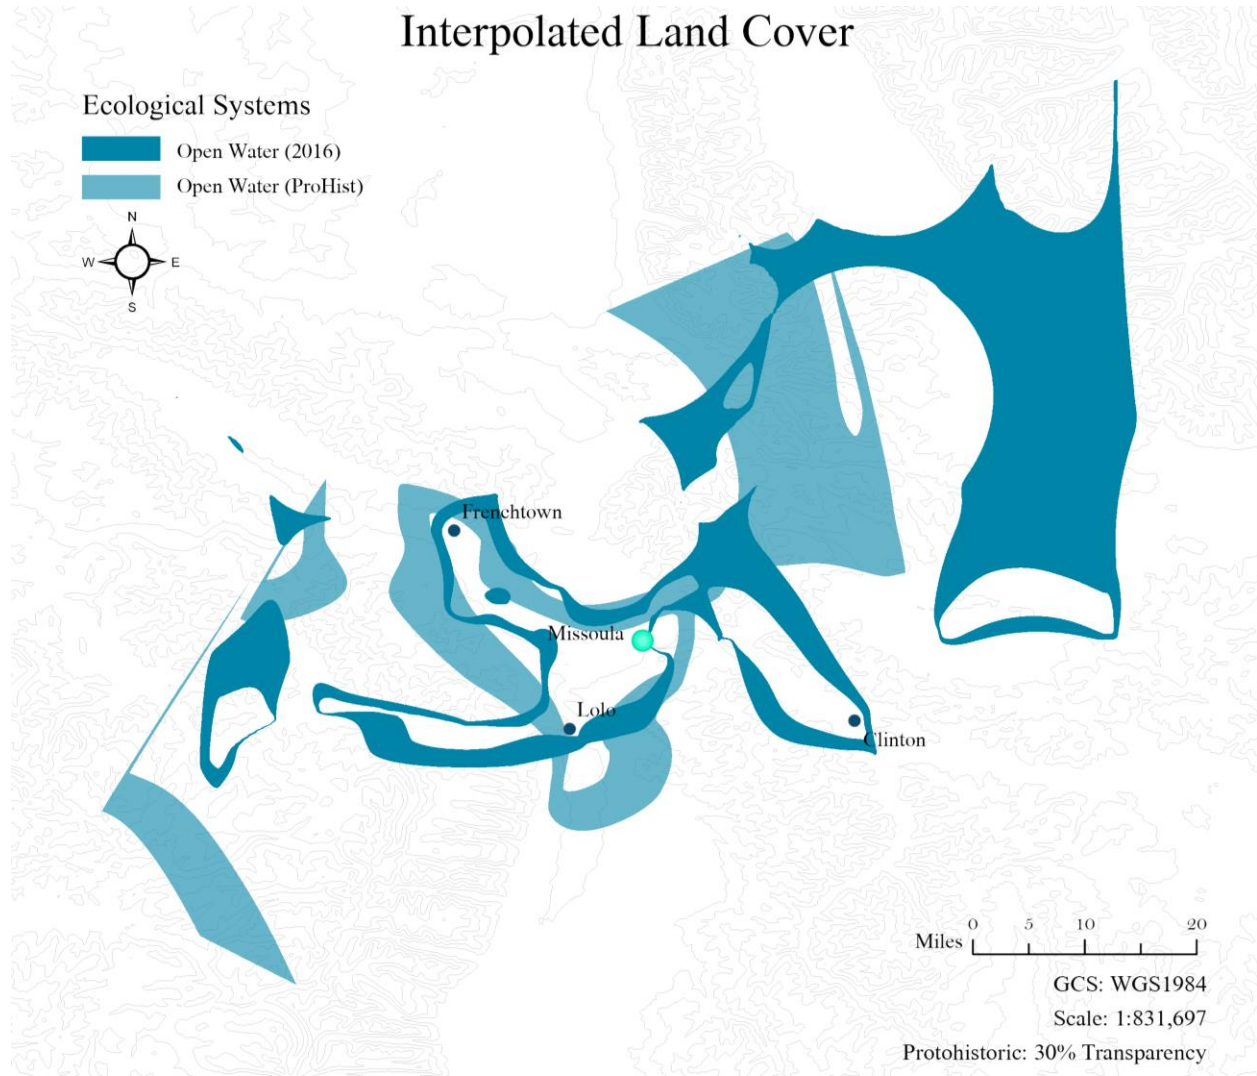 Interpolated Land Cover
Ecological Systems
Open Water (2016)
Open Water (ProHist)
N
W E
S
Frenchtown
Missoula
Lolo
Clinton
0 5 10 20
Miles
GCS: WGS1984
Scale: 1:831,697
Protohistoric: 30% Transparency